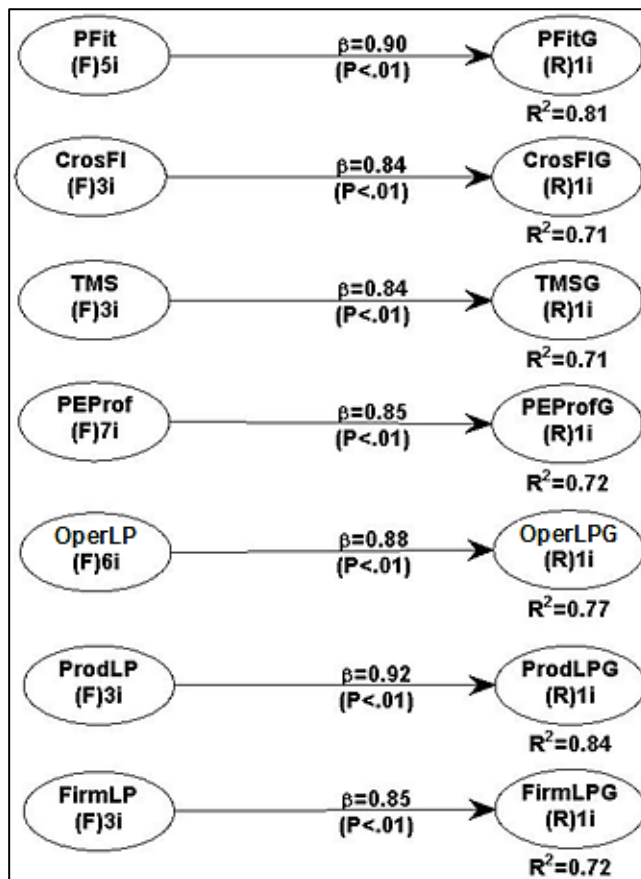 PFit
(F)5i
β=0.90
(P<.01)
PFitG
(R)1i
R²=0.81
CrosFI
(F)3i
β=0.84
(P<.01)
CrosFIG
(R)1i
R²=0.71
TMS
(F)3i
β=0.84
(P<.01)
TMSG
(R)1i
R²=0.71
PEProf
(F)7i
β=0.85
(P<.01)
PEProfG
(R)1i
R²=0.72
OperLP
(F)6i
β=0.88
(P<.01)
OperLPG
(R)1i
R²=0.77
ProdLP
(F)3i
β=0.92
(P<.01)
ProdLPG
(R)1i
R²=0.84
FirmLP
(F)3i
β=0.85
(P<.01)
FirmLPG
(R)1i
R²=0.72